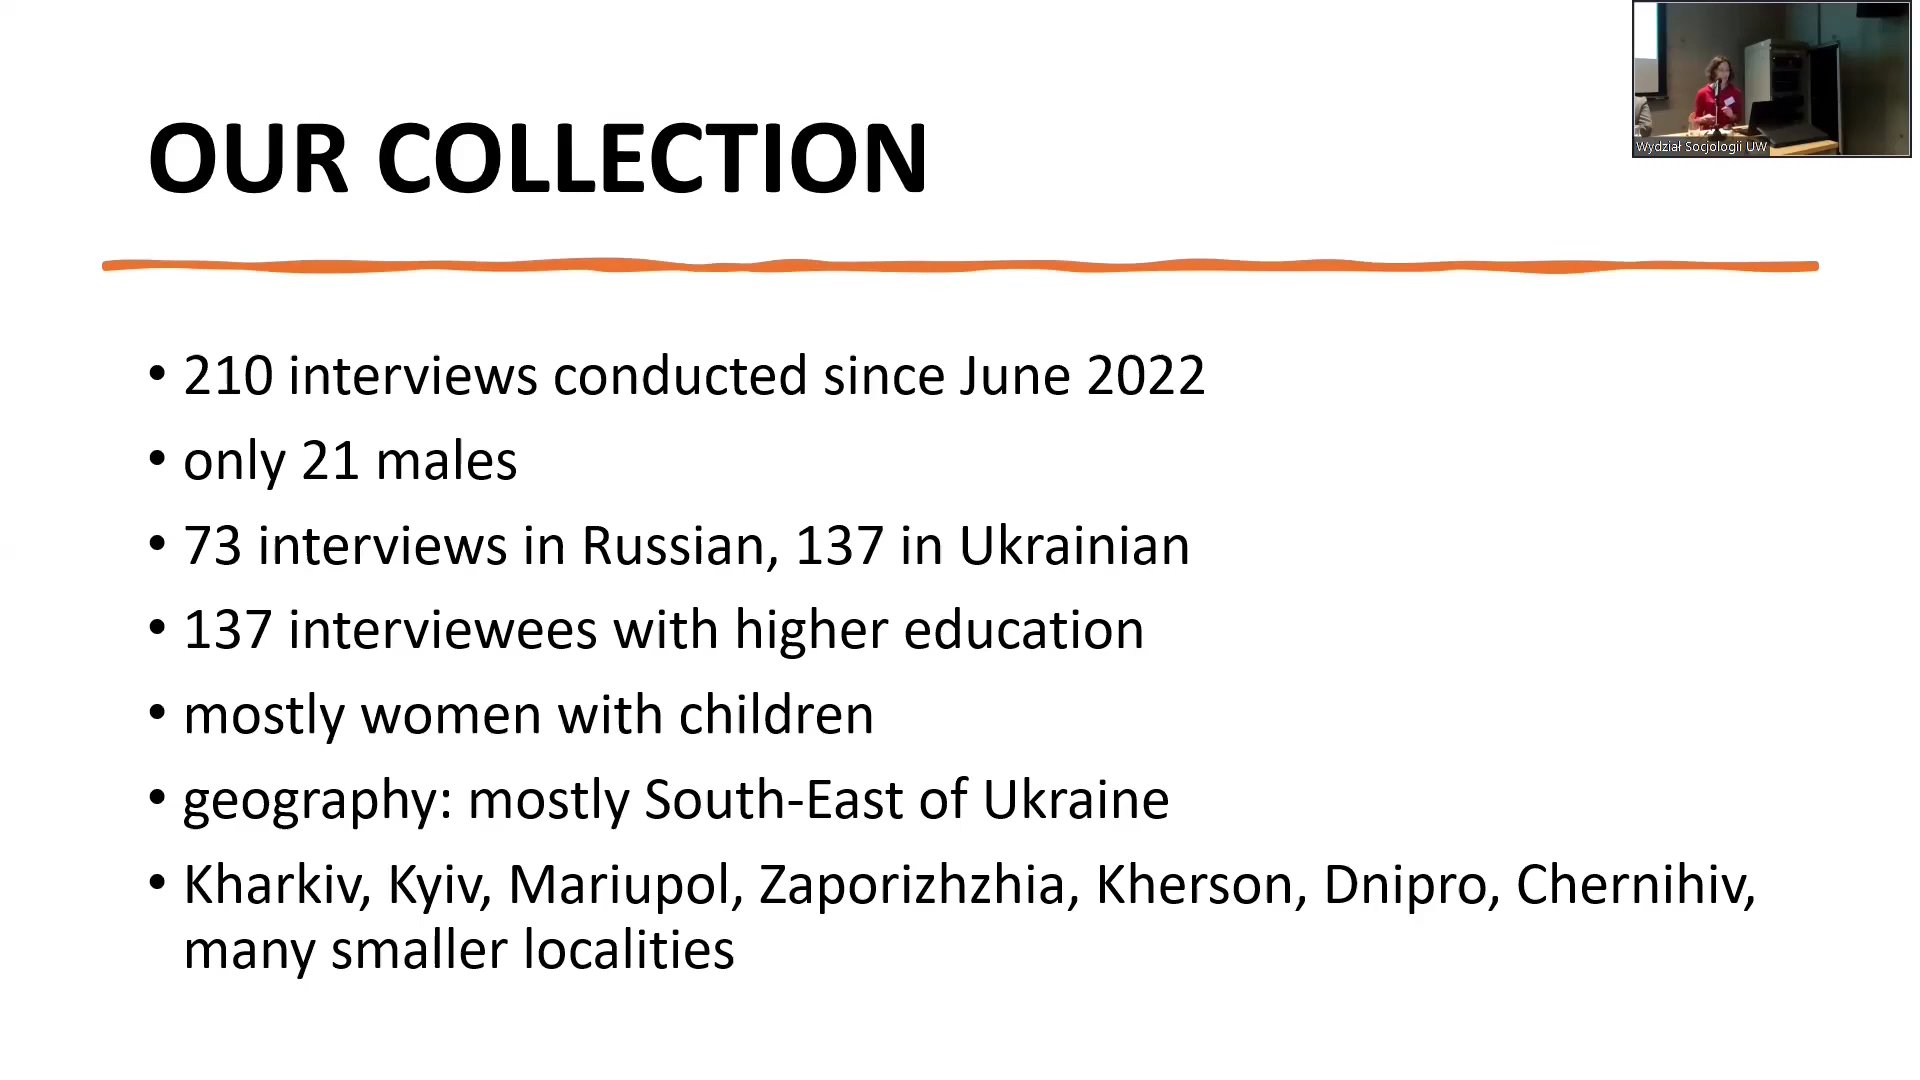 OUR COLLECTION
Wydział Socjologii UW
• 210 interviews conducted since June 2022
• only 21 males
• 73 interviews in Russian, 137 in Ukrainian
• 137 interviewees with higher education
• mostly women with children
• geography: mostly South-East of Ukraine
• Kharkiv, Kyiv, Mariupol, Zaporizhzhia, Kherson, Dnipro, Chernihiv,
many smaller localities